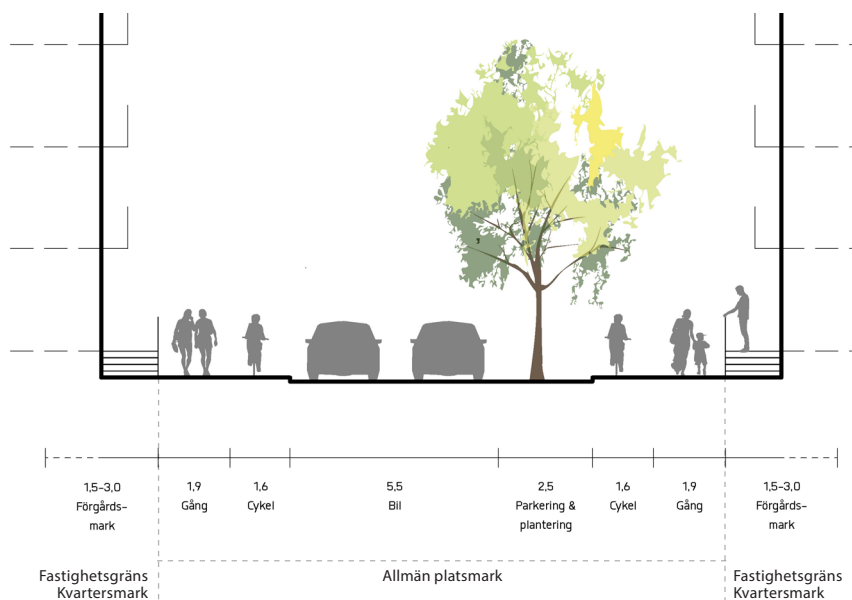 1,5–3,0
Förgårds–
mark
1,9
Gång
1,6
Cykel
5,5
Bil
2,5
Parkering &
plantering
1,6
Cykel
1,9
Gång
1,5–3,0
Förgårds–
mark
Fastighetsgräns
Kvartersmark
Allmän platsmark
Fastighetsgräns
Kvartersmark